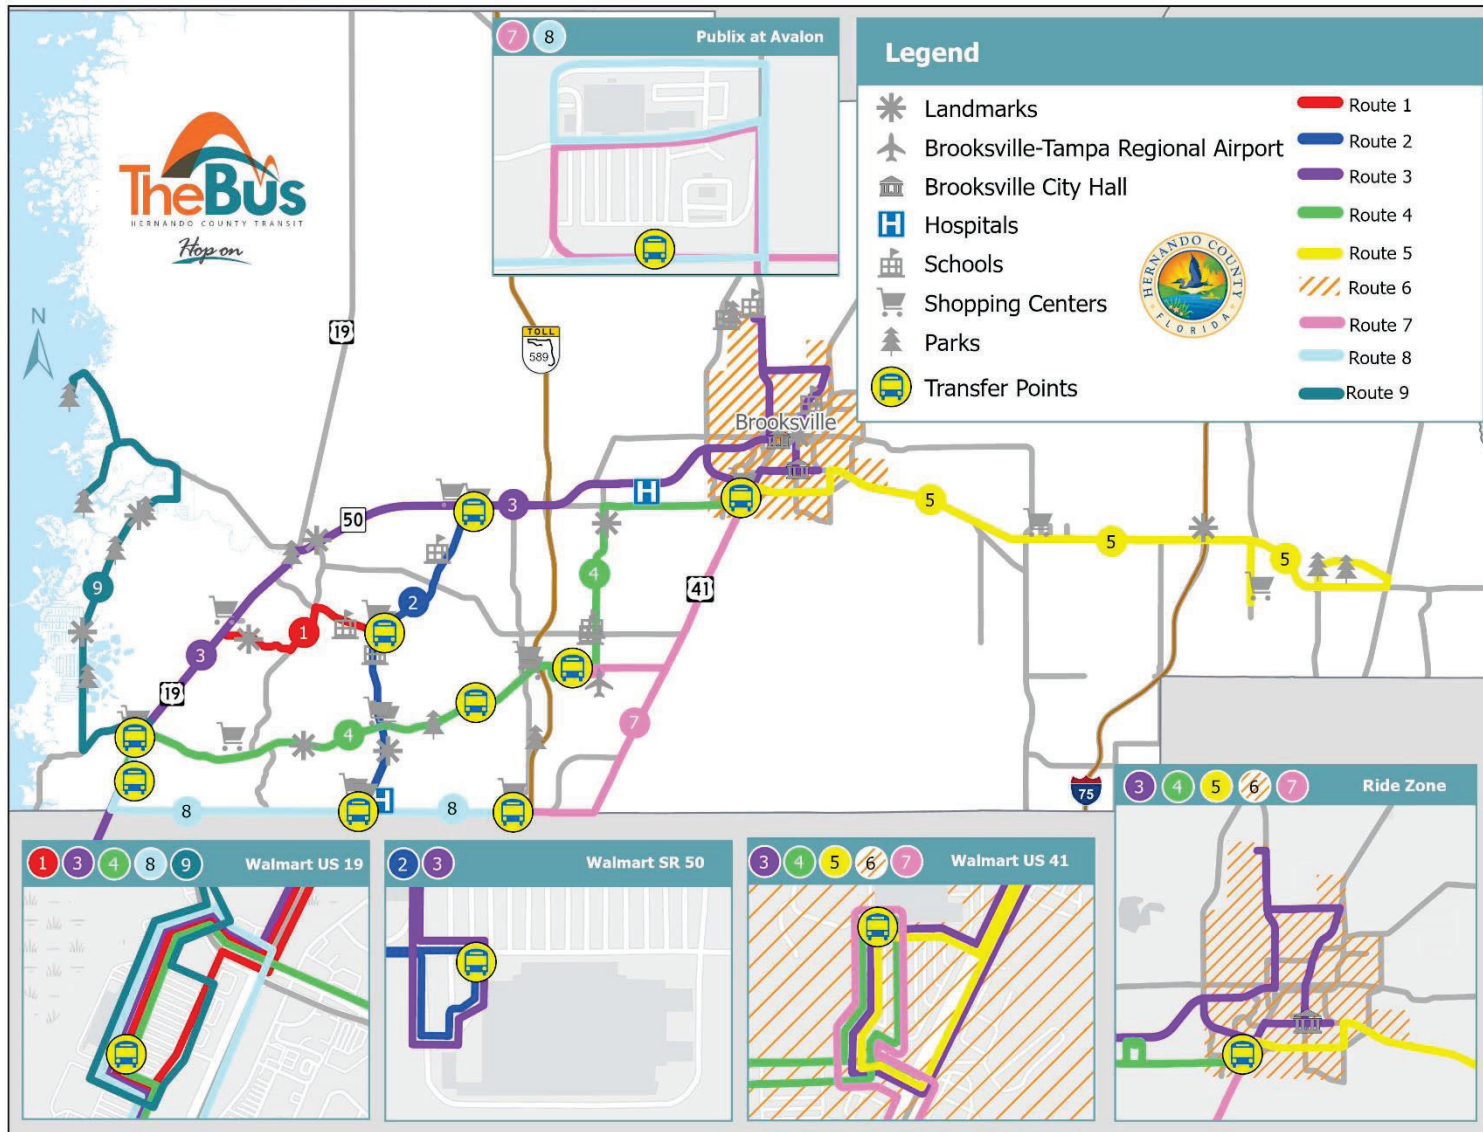 7 8 Publix at Avalon
Legend
Landmarks
Brooksville-Tampa Regional Airport
Brooksville City Hall
H Hospitals
Schools
Shopping Centers
Parks
Transfer Points
Route 1
Route 2
Route 3
Route 4
Route 5
Route 6
Route 7
Route 8
Route 9
HERNANDO COUNTY
FLORIDA
TheBus
HERNANDO COUNTY TRANSIT
Hop on
N
19
TOLL
589
Brooksville
H
50
3
5
5
5
9
2
4
41
1
3
19
4
7
8
8
H
75
3 4 5 6 7 Ride Zone
1 3 4 8 9 Walmart US 19
2 3 Walmart SR 50
3 4 5 6 7 Walmart US 41